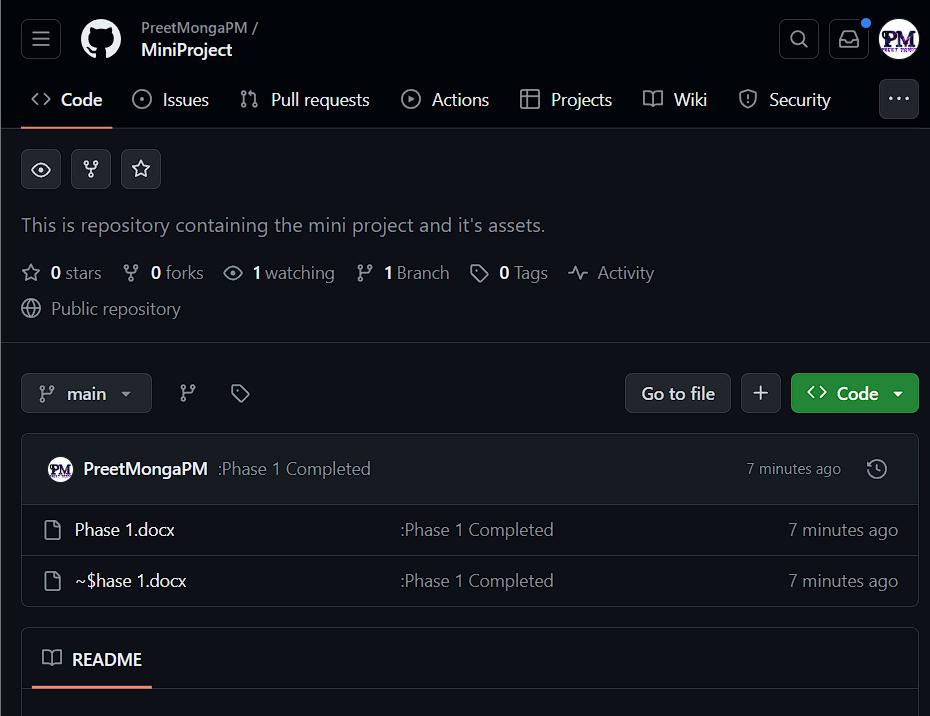 PreetMongaPM /
MiniProject
PM
Code Issues Pull requests Actions Projects Wiki Security
This is repository containing the mini project and it's assets.
0 stars 0 forks 1 watching 1 Branch 0 Tags Activity
Public repository
main Go to file Code
PM PreetMongaPM :Phase 1 Completed 7 minutes ago
Phase 1.docx :Phase 1 Completed 7 minutes ago
~$hase 1.docx :Phase 1 Completed 7 minutes ago
README